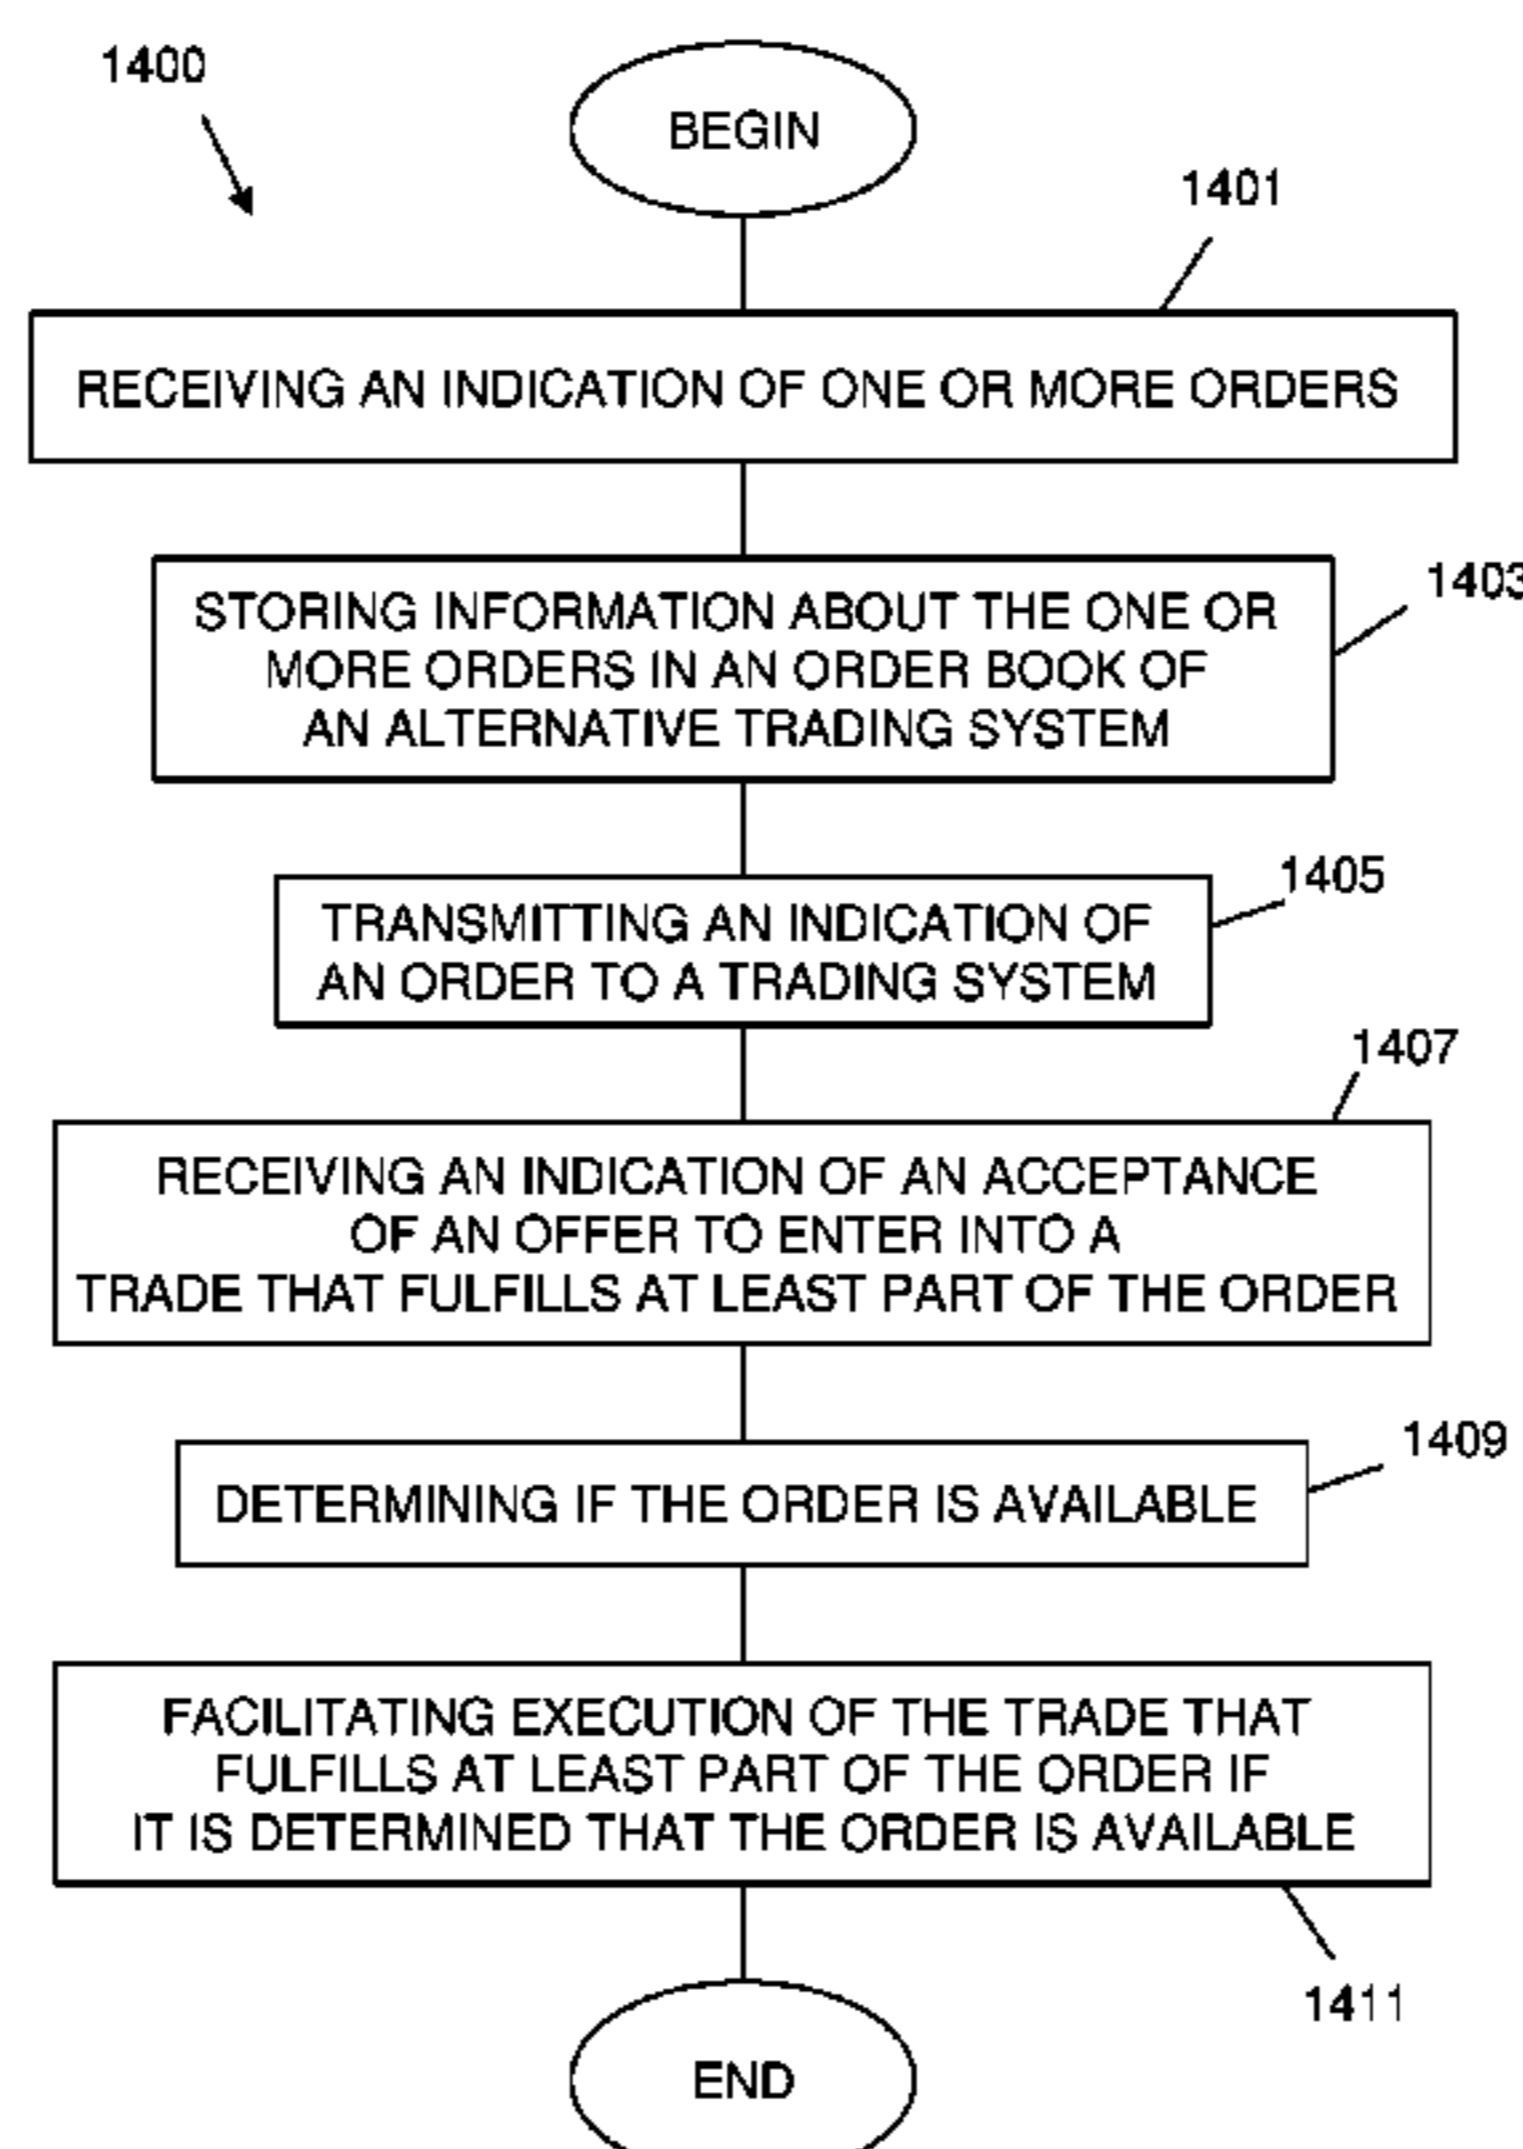 1400
BEGIN
1401
RECEIVING AN INDICATION OF ONE OR MORE ORDERS
1403
STORING INFORMATION ABOUT THE ONE OR
MORE ORDERS IN AN ORDER BOOK OF
AN ALTERNATIVE TRADING SYSTEM
1405
TRANSMITTING AN INDICATION OF
AN ORDER TO A TRADING SYSTEM
1407
RECEIVING AN INDICATION OF AN ACCEPTANCE
OF AN OFFER TO ENTER INTO A
TRADE THAT FULFILLS AT LEAST PART OF THE ORDER
1409
DETERMINING IF THE ORDER IS AVAILABLE
FACILITATING EXECUTION OF THE TRADE THAT
FULFILLS AT LEAST PART OF THE ORDER IF
IT IS DETERMINED THAT THE ORDER IS AVAILABLE
1411
END